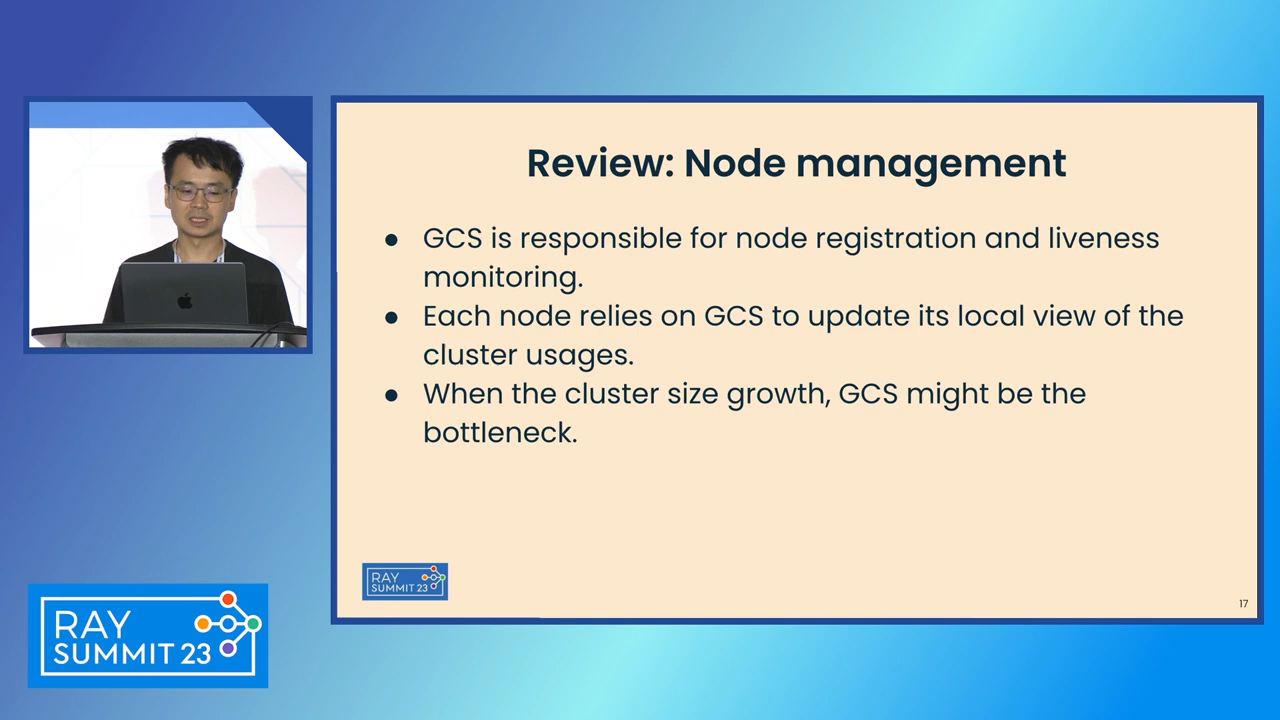 Review: Node management
● GCS is responsible for node registration and liveness
monitoring.
● Each node relies on GCS to update its local view of the
cluster usages.
● When the cluster size growth, GCS might be the
bottleneck.
RAY
SUMMIT 23
17
RAY
SUMMIT 23